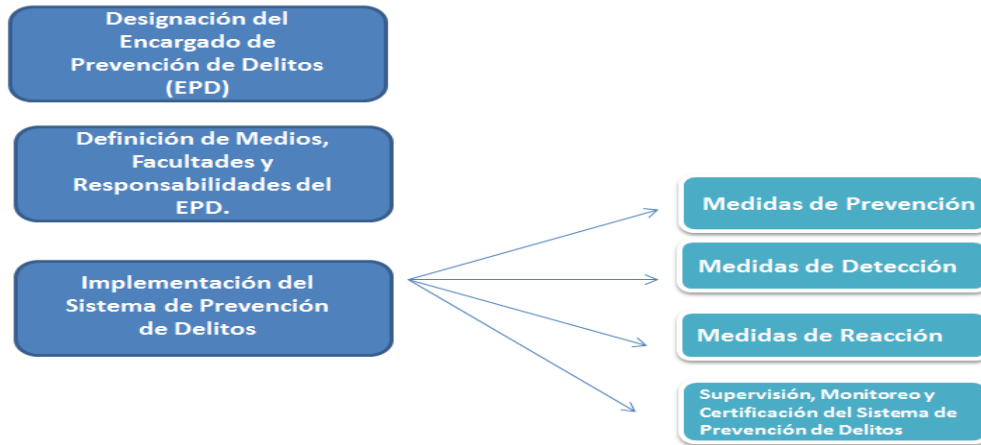 Designación del
Encargado de
Prevención de Delitos
(EPD)
Definición de Medios,
Facultades y
Responsabilidades del
EPD.
Implementación del
Sistema de Prevención
de Delitos
Medidas de Prevención
Medidas de Detección
Medidas de Reacción
Supervisión, Monitoreo y
Certificación del Sistema de
Prevención de Delitos